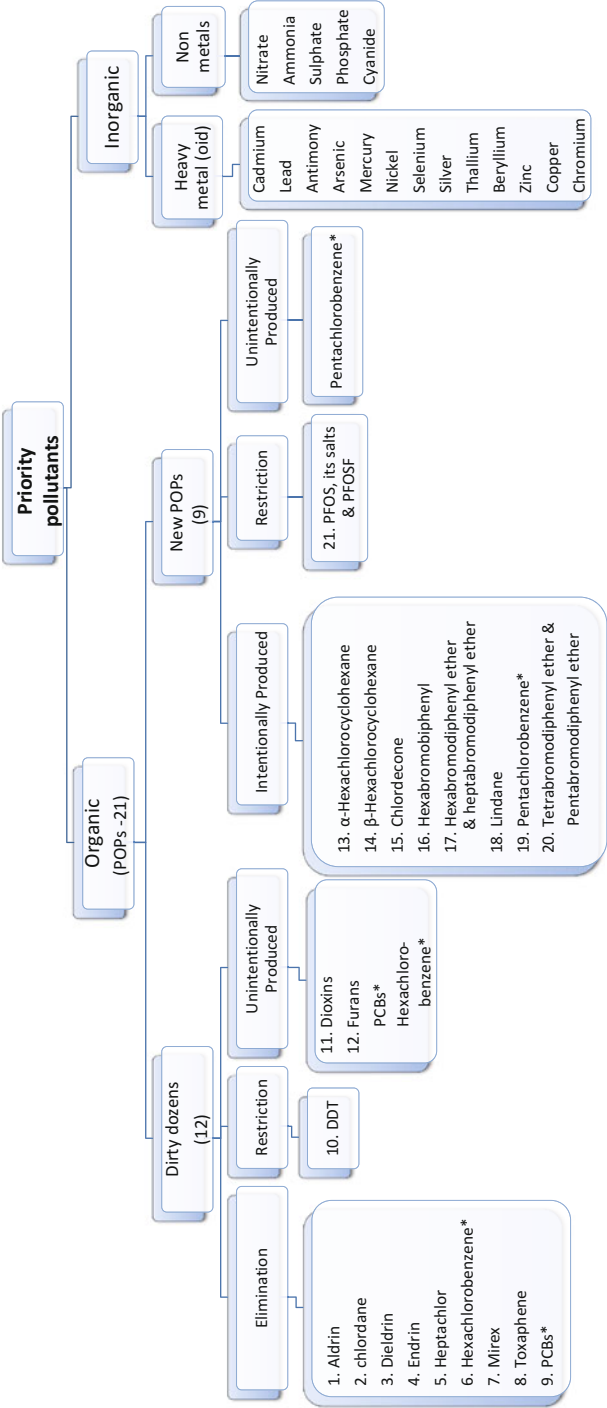 Priority
pollutants
Organic
(POPs -21)
Inorganic
Dirty dozens
(12)
New POPs
(9)
Heavy
metal (oid)
Non
metals
Elimination
Restriction
Unintentionally
Produced
Intentionally Produced
Restriction
Unintentionally
Produced
Cadmium
Lead
Antimony
Arsenic
Mercury
Nickel
Selenium
Silver
Thallium
Beryllium
Zinc
Copper
Chromium
Nitrate
Ammonia
Sulphate
Phosphate
Cyanide
1. Aldrin
2. chlordane
3. Dieldrin
4. Endrin
5. Heptachlor
6. Hexachlorobenzene*
7. Mirex
8. Toxaphene
9. PCBs*
10. DDT
11. Dioxins
12. Furans
PCBs*
Hexachloro-
benzene*
13. α-Hexachlorocyclohexane
14. β-Hexachlorocyclohexane
15. Chlordecone
16. Hexabromobiphenyl
17. Hexabromodiphenyl ether
& heptabromodiphenyl ether
18. Lindane
19. Pentachlorobenzene*
20. Tetrabromodiphenyl ether &
Pentabromodiphenyl ether
21. PFOS, its salts
& PFOSF
Pentachlorobenzene*